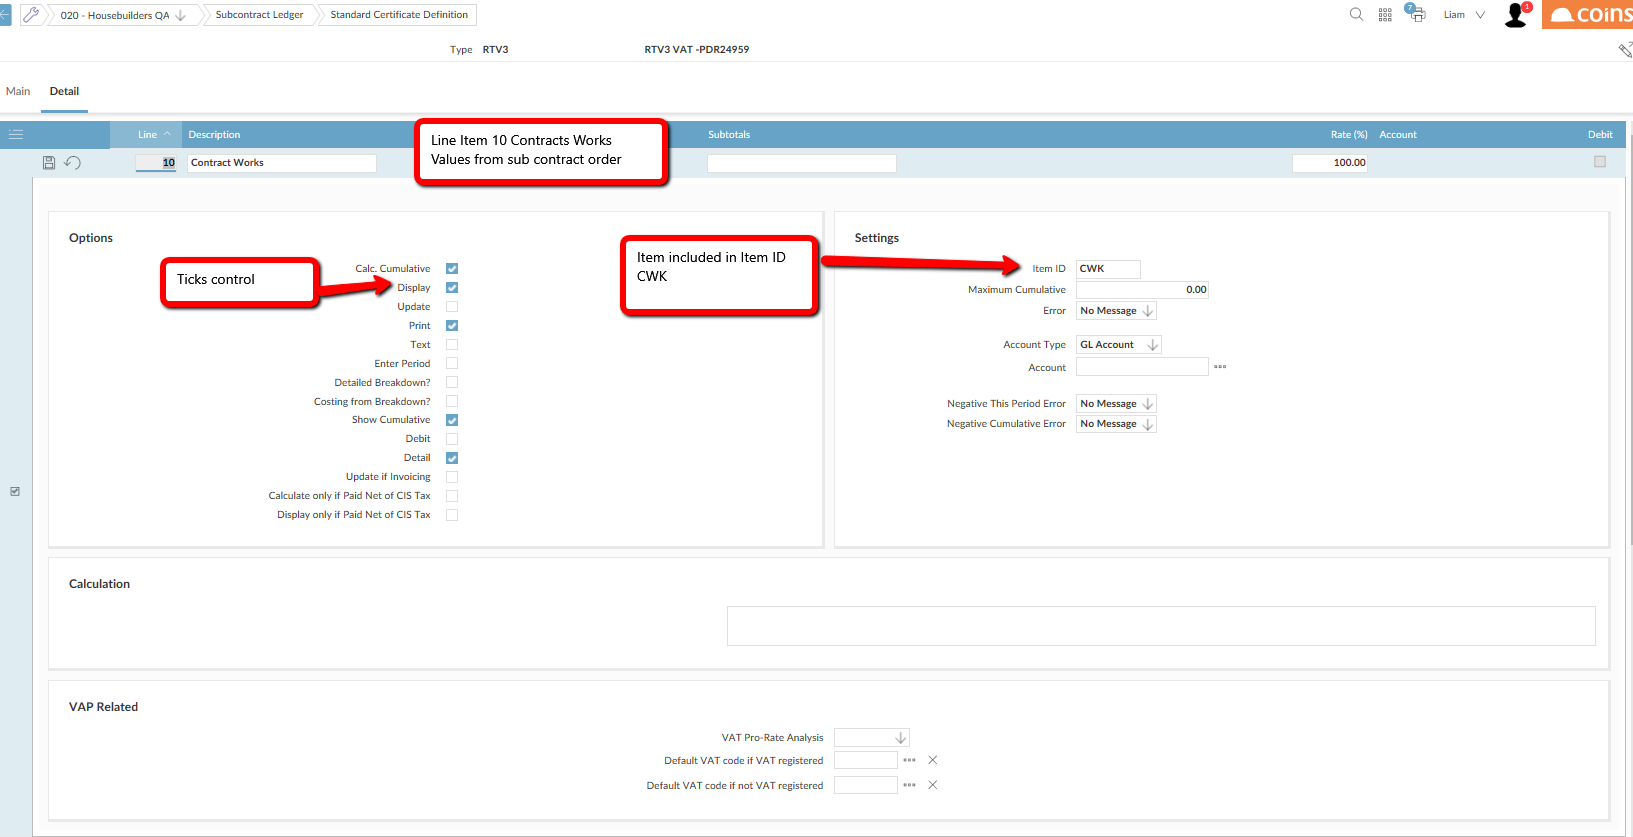 020 - Housebuilders QA
Subcontract Ledger
Standard Certificate Definition
7
Liam
1
coins
Type RTV3 RTV3 VAT -PDR24959
Main Detail
Line Description Subtotals Rate (%) Account Debit
10 Contract Works 100.00
Line Item 10 Contracts Works
Values from sub contract order
Options
Ticks control
Calc. Cumulative
Display
Update
Print
Text
Enter Period
Detailed Breakdown?
Costing from Breakdown?
Show Cumulative
Debit
Detail
Update if Invoicing
Calculate only if Paid Net of CIS Tax
Display only if Paid Net of CIS Tax
Item included in Item ID
CWK
Settings
Item ID CWK
Maximum Cumulative 0.00
Error No Message
Account Type GL Account
Account
Negative This Period Error No Message
Negative Cumulative Error No Message
Calculation
VAP Related
VAT Pro-Rate Analysis
Default VAT code if VAT registered
Default VAT code if not VAT registered